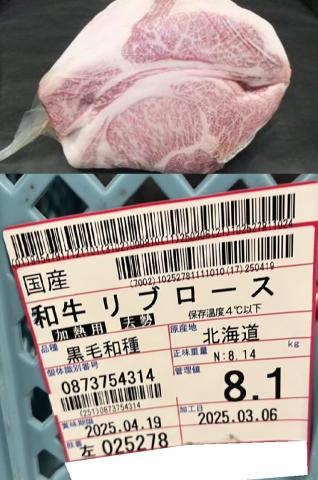 国産
(7002)10252781111010(17)250419
和牛 リブロース
加熱用 去勢 保存温度4℃以下
品種 黒毛和種 原産地 北海道
個体識別番号 正味重量 N:8.14 kg
0873754314 管理値 8.1
(251)0873754314
賞味期限 2025.04.19 加工日 2025.03.06
左 025278